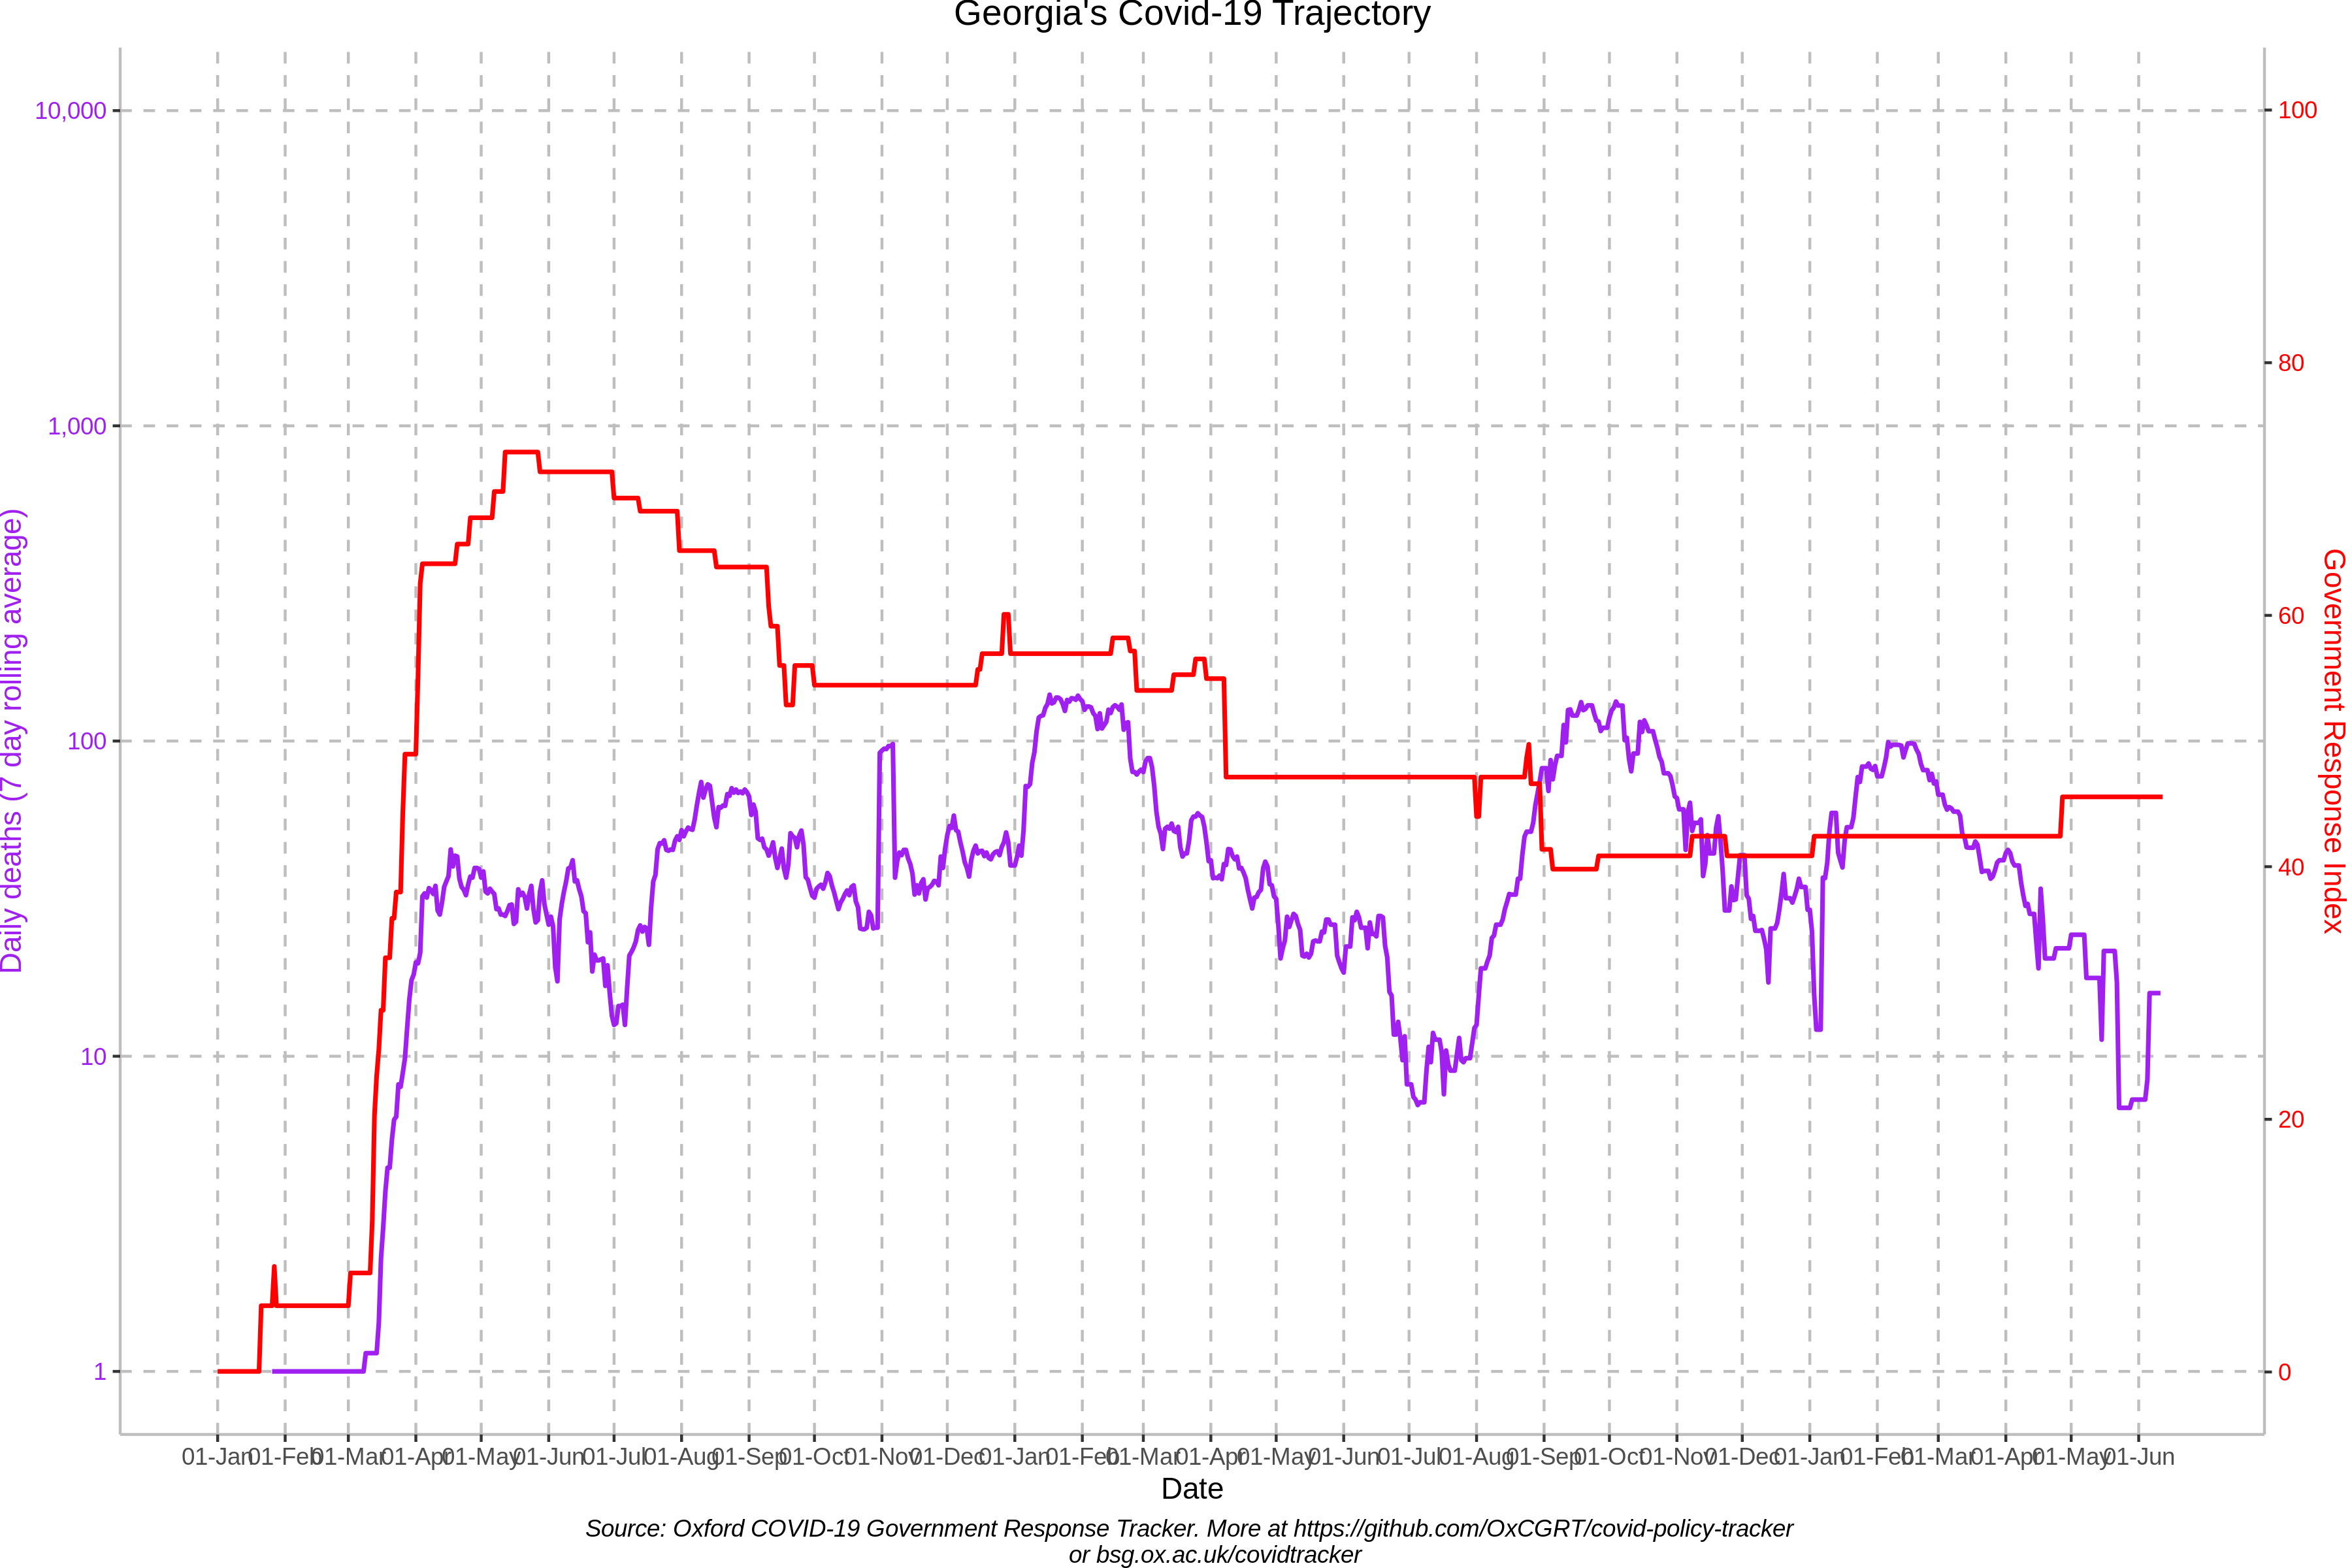 Georgia's Covid-19 Trajectory
10,000
1,000
100
10
1
Daily deaths (7 day rolling average)
100
80
60
40
20
0
Government Response Index
01-Jan 01-Feb 01-Mar 01-Apr 01-May 01-Jun 01-Jul 01-Aug 01-Sep 01-Oct 01-Nov 01-Dec 01-Jan 01-Feb 01-Mar 01-Apr 01-May 01-Jun 01-Jul 01-Aug 01-Sep 01-Oct 01-Nov 01-Dec 01-Jan 01-Feb 01-Mar 01-Apr 01-May 01-Jun
Date
Source: Oxford COVID-19 Government Response Tracker. More at https://github.com/OxCGRT/covid-policy-tracker
or bsg.ox.ac.uk/covidtracker